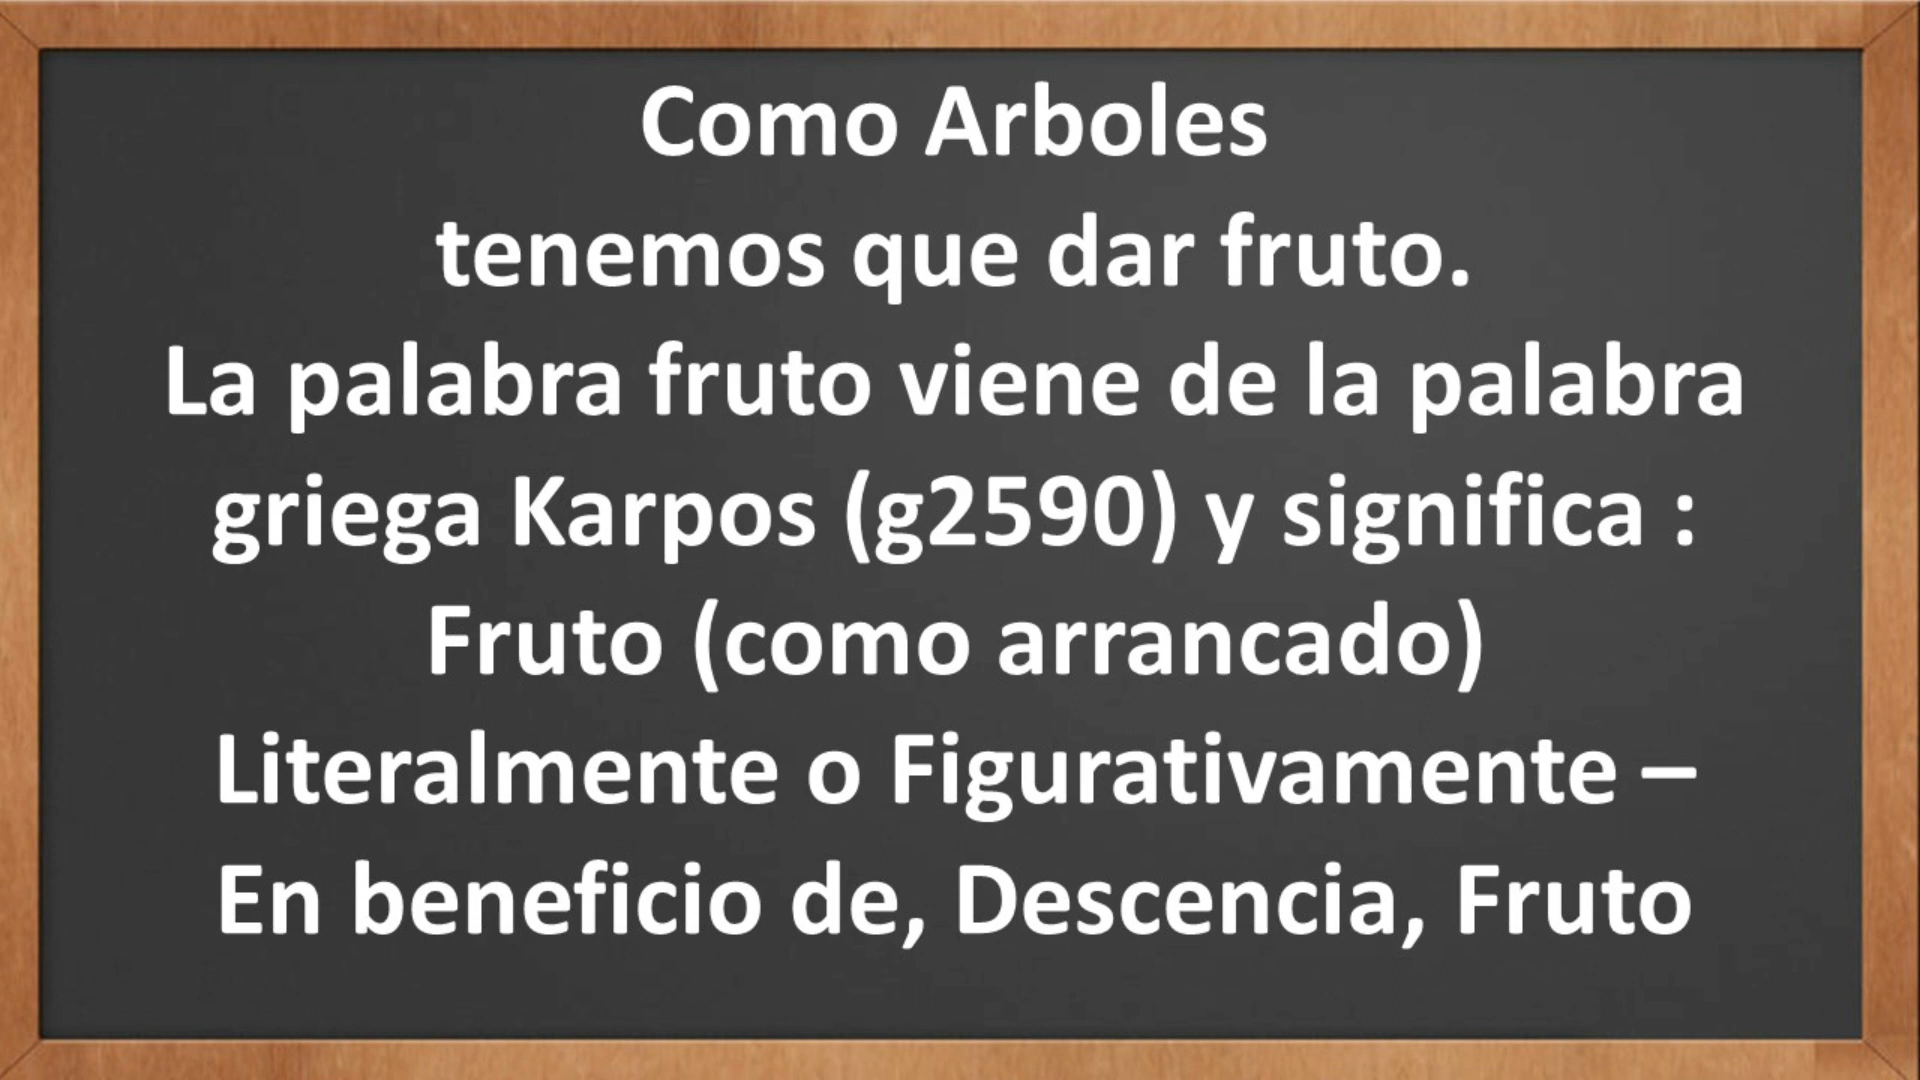 Como Arboles
tenemos que dar fruto.
La palabra fruto viene de la palabra
griega Karpos (g2590) y significa :
Fruto (como arrancado)
Literalmente o Figurativamente –
En beneficio de, Descencia, Fruto